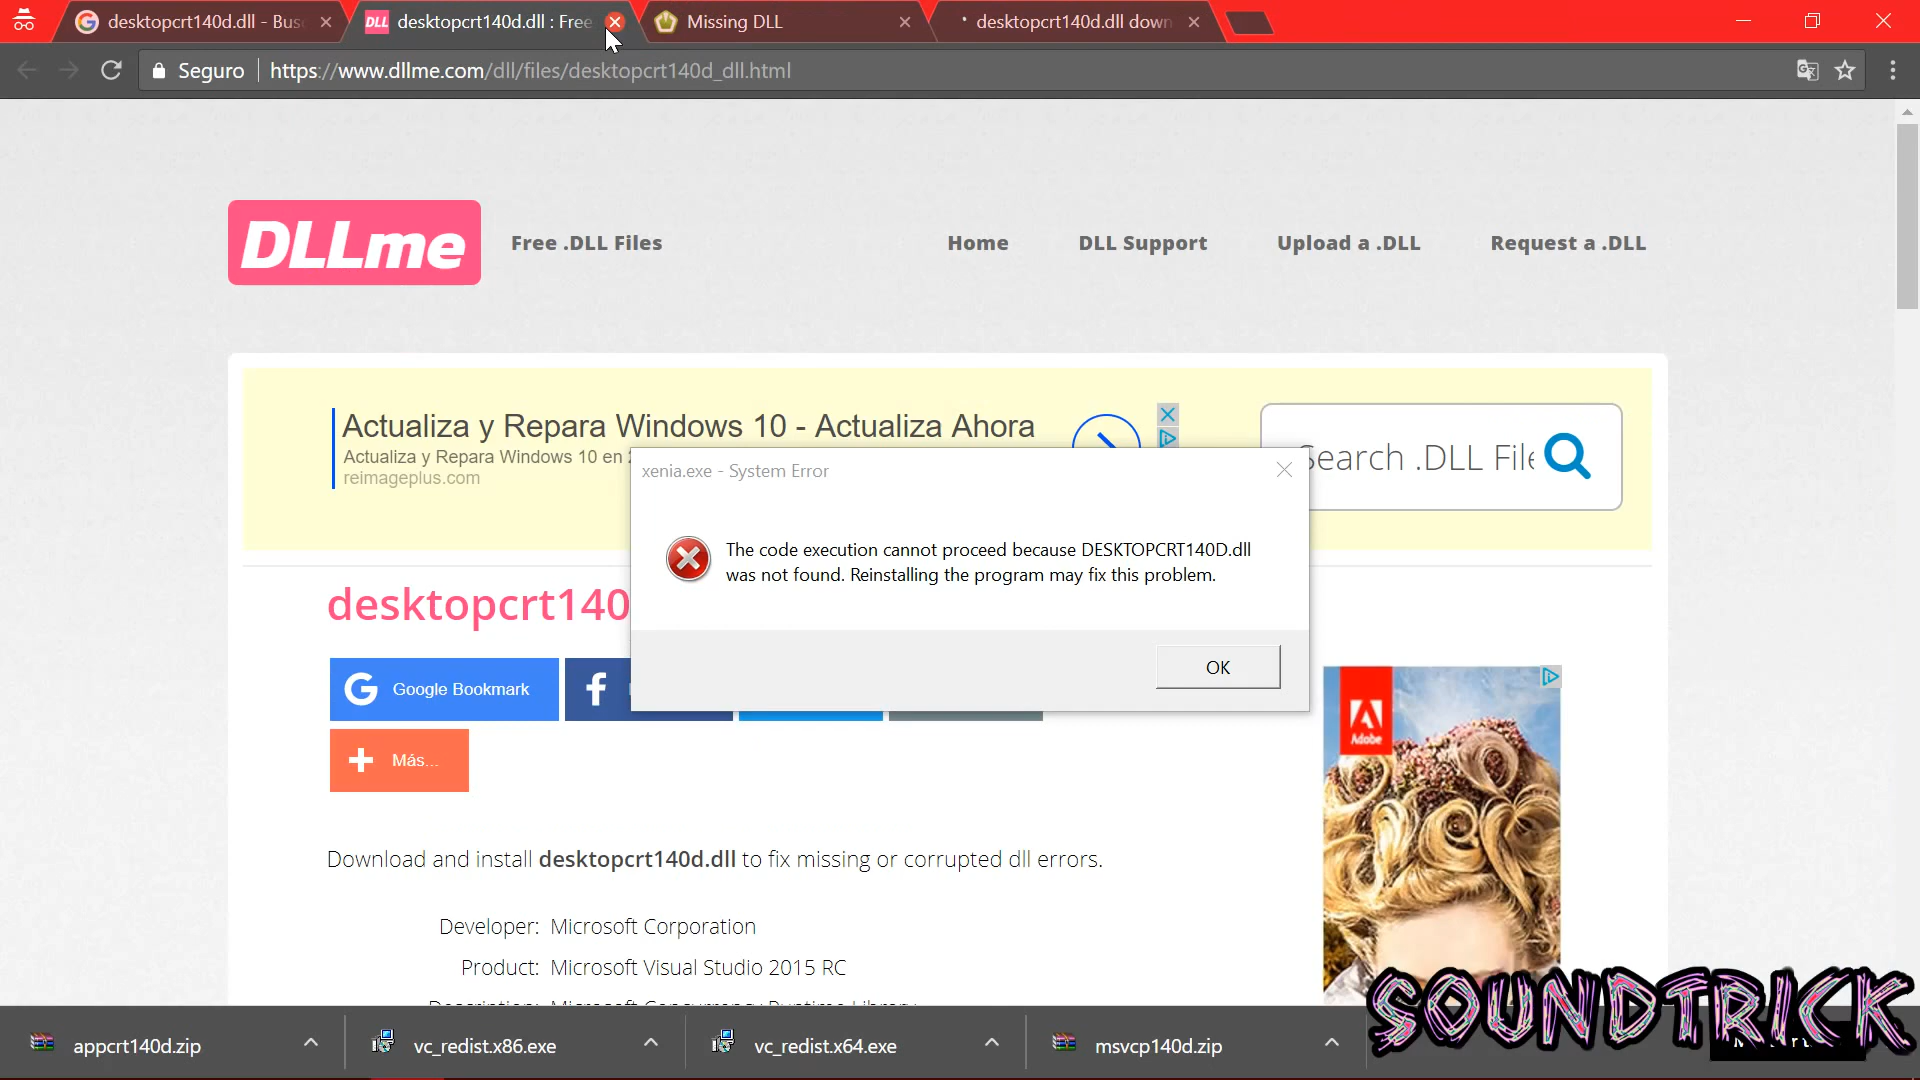 desktopcrt140d.dll - Bus
desktopcrt140d.dll : Free
Missing DLL
desktopcrt140d.dll down
Seguro
https://www.dllme.com/dll/files/desktopcrt140d_dll.html
DLLme
Free .DLL Files
Home
DLL Support
Upload a .DLL
Request a .DLL
Actualiza y Repara Windows 10 - Actualiza Ahora
Actualiza y Repara Windows 10 en
reimageplus.com
Search .DLL File
xenia.exe - System Error
The code execution cannot proceed because DESKTOPCRT140D.dll
was not found. Reinstalling the program may fix this problem.
OK
desktopcrt140
Google Bookmark
Más...
Adobe
Download and install desktopcrt140d.dll to fix missing or corrupted dll errors.
Developer: Microsoft Corporation
Product: Microsoft Visual Studio 2015 RC
Description: Microsoft Concurrency Runtime Library
appcrt140d.zip
vc_redist.x86.exe
vc_redist.x64.exe
msvcp140d.zip
SOUNDTRICK